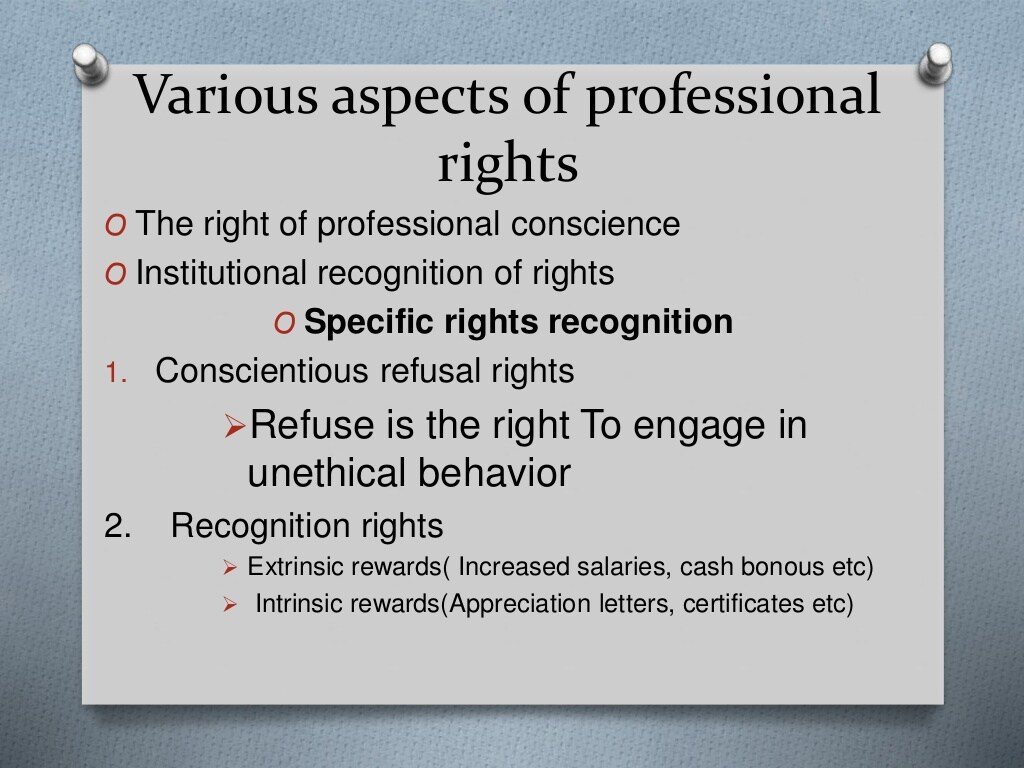 Various aspects of professional
rights
O The right of professional conscience
O Institutional recognition of rights
O Specific rights recognition
1. Conscientious refusal rights
➢Refuse is the right To engage in
unethical behavior
2. Recognition rights
➢ Extrinsic rewards( Increased salaries, cash bonous etc)
➢ Intrinsic rewards(Appreciation letters, certificates etc)